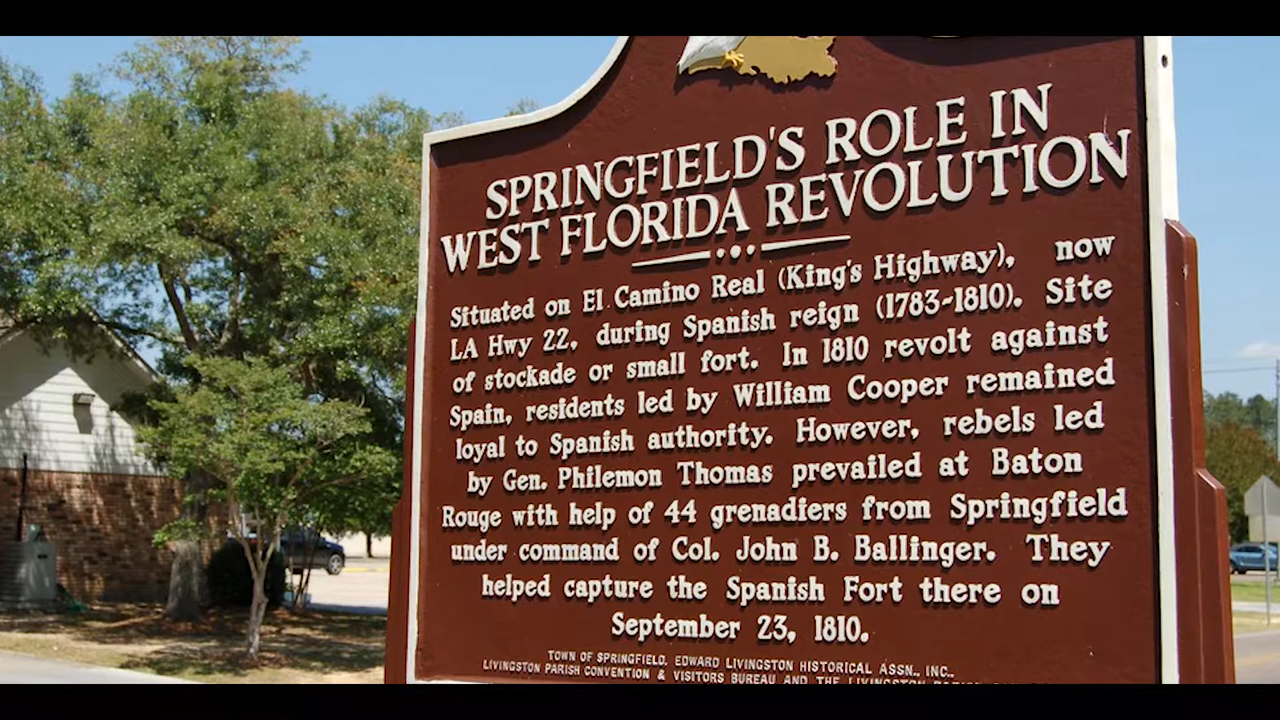 SPRINGFIELD'S ROLE IN
WEST FLORIDA REVOLUTION
Situated on El Camino Real (King's Highway), now
LA Hwy 22, during Spanish reign (1783-1810). Site
of stockade or small fort. In 1810 revolt against
Spain, residents led by William Cooper remained
loyal to Spanish authority. However, rebels led
by Gen. Philemon Thomas prevailed at Baton
Rouge with help of 44 grenadiers from Springfield
under command of Col. John B. Ballinger. They
helped capture the Spanish Fort there on
September 23, 1810.
TOWN OF SPRINGFIELD, EDWARD LIVINGSTON HISTORICAL ASSN., INC.,
LIVINGSTON PARISH CONVENTION & VISITORS BUREAU AND THE LIVINGSTON